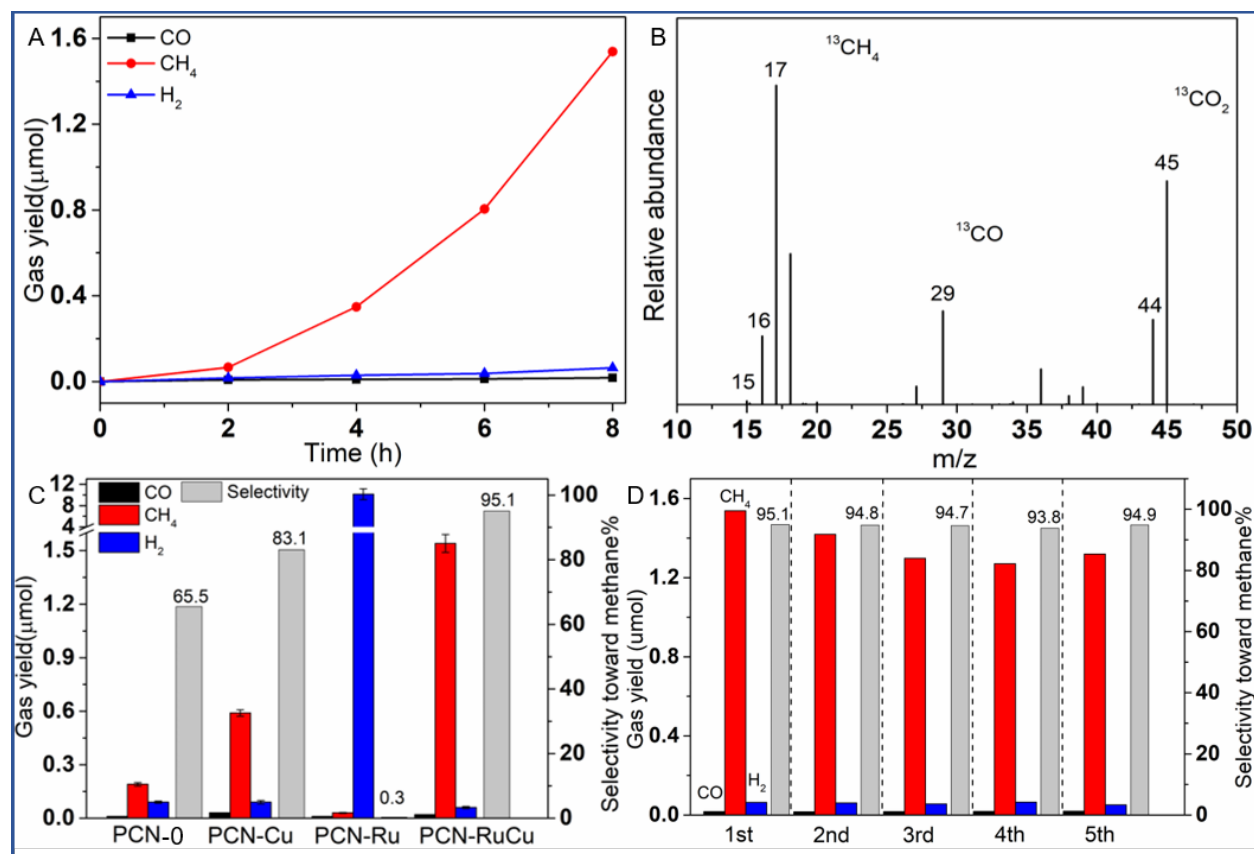 A
CO
CH4
H2
Gas yield(μmol)
1.6
1.2
0.8
0.4
0.0
0
2
4
6
8
Time (h)
B
13CH4
13CO2
13CO
17
45
29
44
16
15
Relative abundance
10
15
20
25
30
35
40
45
50
m/z
C
CO
Selectivity
CH4
H2
12
8
4
1.5
1.2
0.9
0.6
0.3
0.0
Gas yield(μmol)
65.5
83.1
0.3
95.1
100
80
60
40
20
0
Selectivity toward methane%
PCN-0
PCN-Cu
PCN-Ru
PCN-RuCu
D
CH4
95.1
94.8
94.7
93.8
94.9
CO
H2
1.6
1.2
0.8
0.4
0.0
Gas yield (umol)
100
80
60
40
20
0
Selectivity toward methane%
1st
2nd
3rd
4th
5th